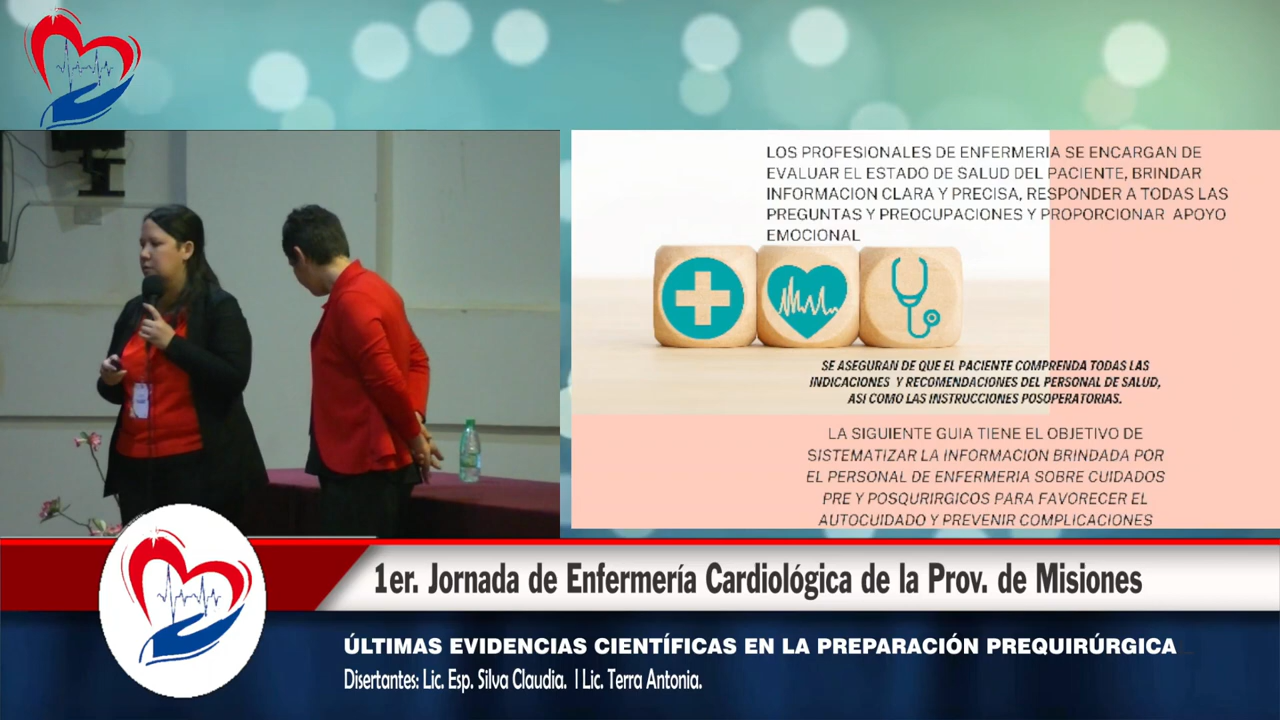 LOS PROFESIONALES DE ENFERMERIA SE ENCARGAN DE
EVALUAR EL ESTADO DE SALUD DEL PACIENTE, BRINDAR
INFORMACION CLARA Y PRECISA, RESPONDER A TODAS LAS
PREGUNTAS Y PREOCUPACIONES Y PROPORCIONAR APOYO
EMOCIONAL
SE ASEGURAN DE QUE EL PACIENTE COMPRENDA TODAS LAS
INDICACIONES Y RECOMENDACIONES DEL PERSONAL DE SALUD,
ASI COMO LAS INSTRUCCIONES POSOPERATORIAS.
LA SIGUIENTE GUIA TIENE EL OBJETIVO DE
SISTEMATIZAR LA INFORMACION BRINDADA POR
EL PERSONAL DE ENFERMERIA SOBRE CUIDADOS
PRE Y POSQURIRGICOS PARA FAVORECER EL
AUTOCUIDADO Y PREVENIR COMPLICACIONES
1er. Jornada de Enfermería Cardiológica de la Prov. de Misiones
ÚLTIMAS EVIDENCIAS CIENTÍFICAS EN LA PREPARACIÓN PREQUIRÚRGICA
Disertantes: Lic. Esp. Silva Claudia. l Lic. Terra Antonia.